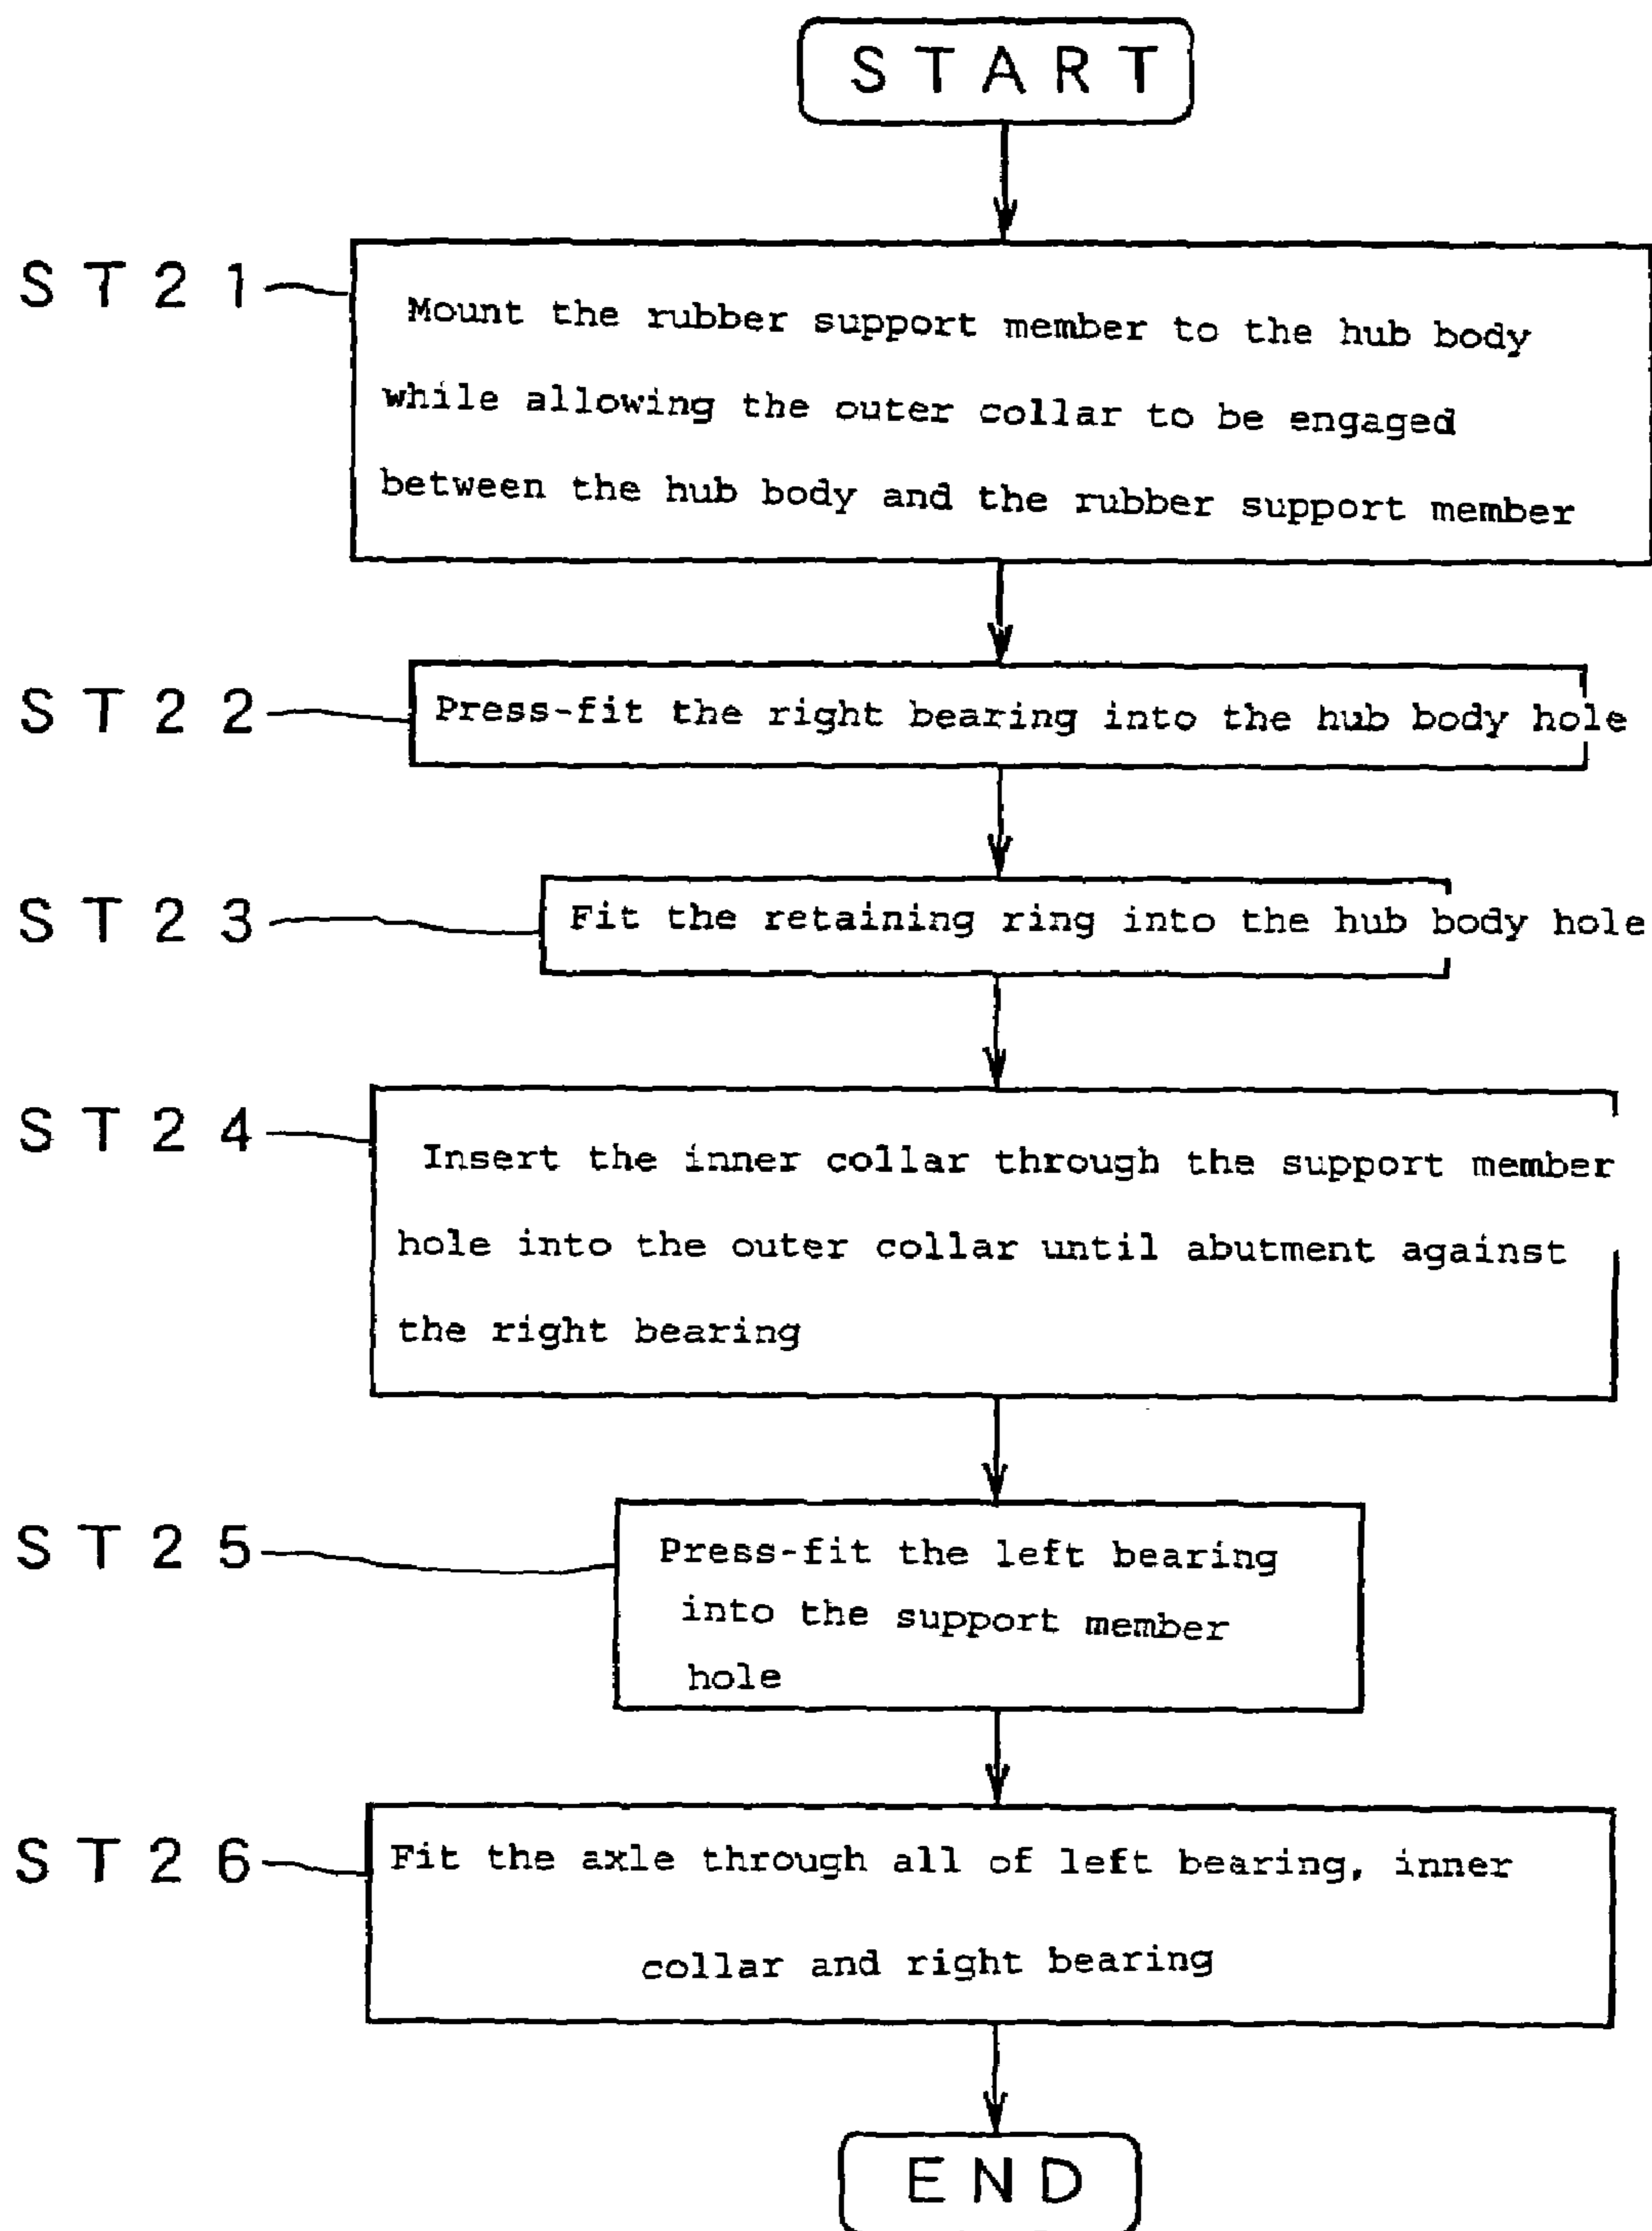 START
ST21
Mount the rubber support member to the hub body
while allowing the outer collar to be engaged
between the hub body and the rubber support member
ST22
Press-fit the right bearing into the hub body hole
ST23
Fit the retaining ring into the hub body hole
ST24
Insert the inner collar through the support member
hole into the outer collar until abutment against
the right bearing
ST25
Press-fit the left bearing
into the support member
hole
ST26
Fit the axle through all of left bearing, inner
collar and right bearing
END